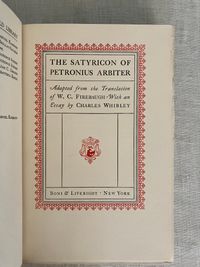 THE SATYRICON OF
PETRONIUS ARBITER
Adapted from the Translation
of W. C. FIREBAUGH · With an
Essay by CHARLES WHIBLEY
BONI & LIVERIGHT · NEW YORK